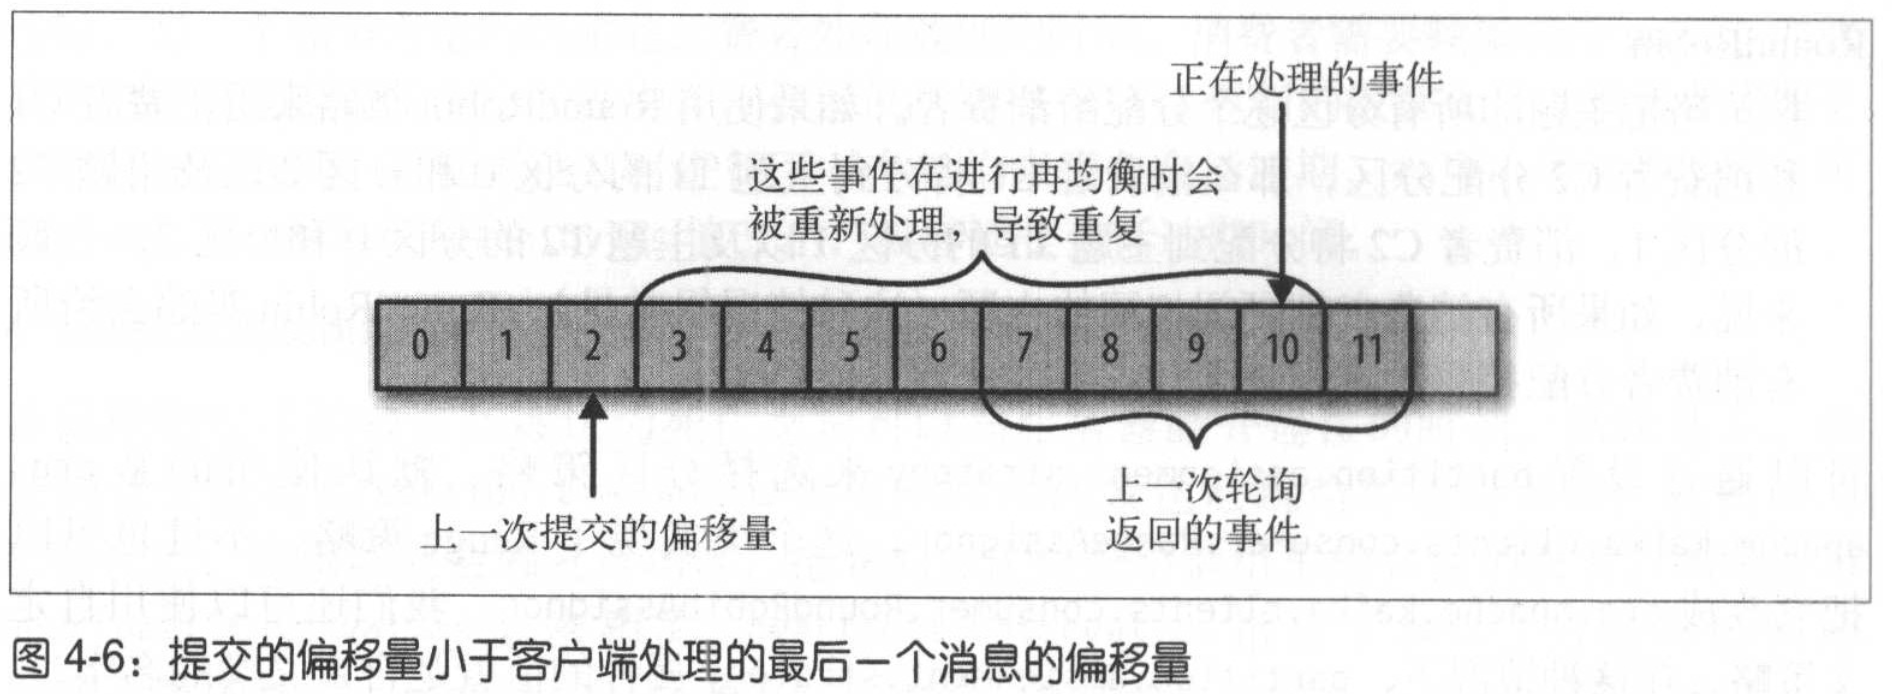 正在处理的事件
这些事件在进行再均衡时会
被重新处理，导致重复
0 1 2 3 4 5 6 7 8 9 10 11
上一次提交的偏移量
上一次轮询
返回的事件
图 4-6：提交的偏移量小于客户端处理的最后一个消息的偏移量